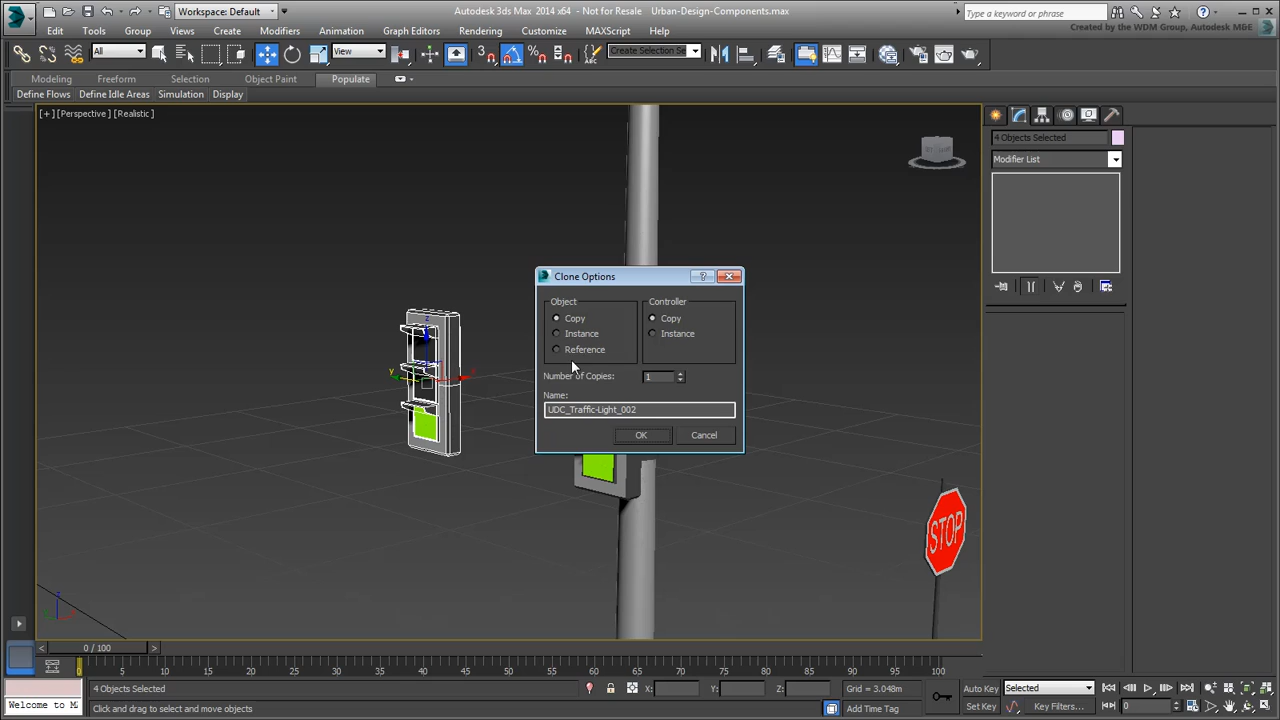 Workspace: Default
Autodesk 3ds Max 2014 x64 - Not for Resale Urban-Design-Components.max
Type a keyword or phrase
Created by the WDM Group, Autodesk MBE
Edit Tools Group Views Create Modifiers Animation Graph Editors Rendering Customize MAXScript Help
All
View
Create Selection Se
Modeling Freeform Selection Object Paint Populate
Define Flows Define Idle Areas Simulation Display
[+] [Perspective] [Realistic]
4 Objects Selected
Modifier List
Clone Options
Object
Copy
Instance
Reference
Controller
Copy
Instance
Number of Copies: 1
Name:
UDC_Traffic-Light_002
OK Cancel
z
y
x
STOP
z
0 / 100
0 5 10 15 20 25 30 35 40 45 50 55 60 65 70 75 80 85 90 95 100
4 Objects Selected
X: Y: Z:
Grid = 3.048m
Auto Key
Selected
Welcome to M
Click and drag to select and move objects
Add Time Tag
Set Key
Key Filters...
0